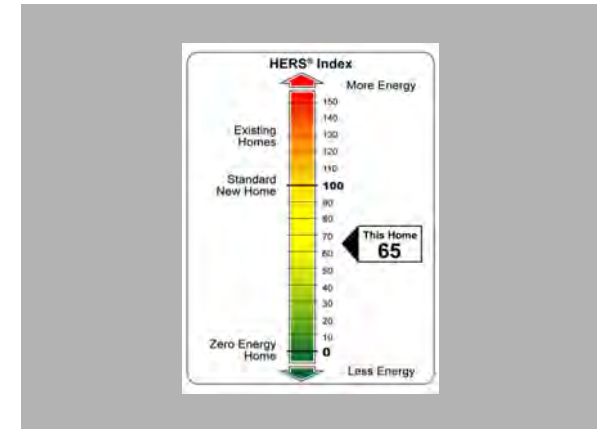 HERS® Index
More Energy
150
140
Existing
Homes
130
120
110
Standard
New Home
100
90
80
70
This Home
65
60
50
40
30
20
10
Zero Energy
Home
0
Less Energy